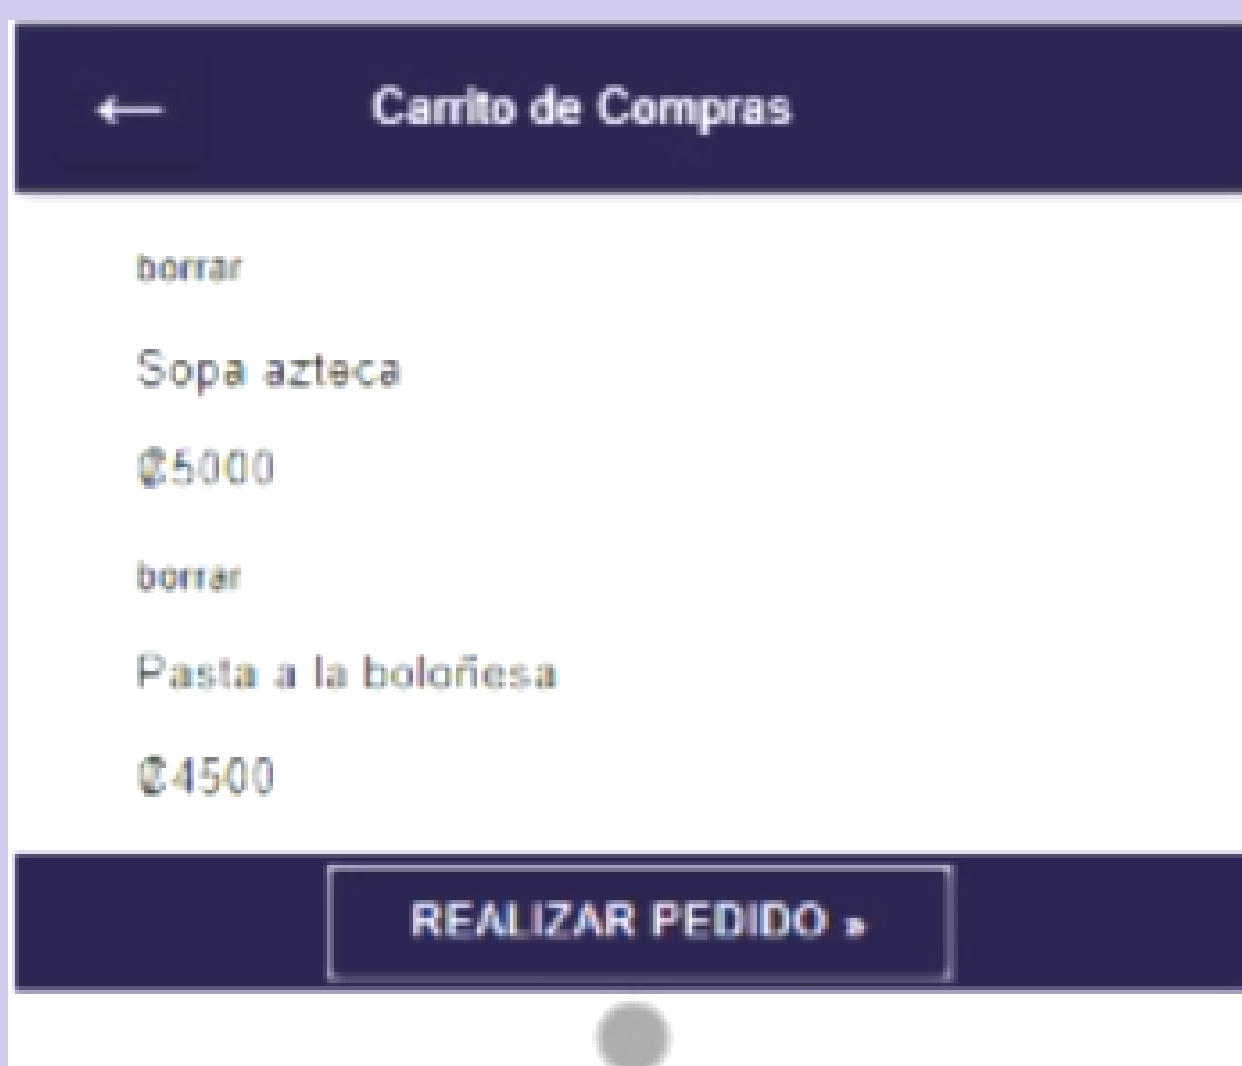 ←
Carrito de Compras
borrar
Sopa azteca
₡5000
borrar
Pasta a la boloñesa
₡4500
REALIZAR PEDIDO »